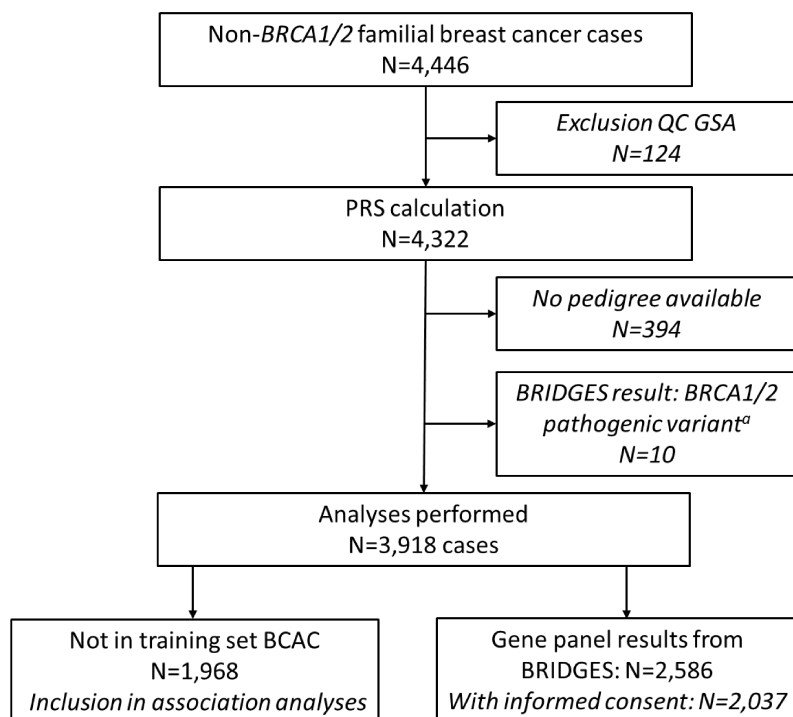 Non-BRCA1/2 familial breast cancer cases
N=4,446
Exclusion QC GSA
N=124
PRS calculation
N=4,322
No pedigree available
N=394
BRIDGES result: BRCA1/2
pathogenic variantᵃ
N=10
Analyses performed
N=3,918 cases
Not in training set BCAC
N=1,968
Inclusion in association analyses
Gene panel results from
BRIDGES: N=2,586
With informed consent: N=2,037